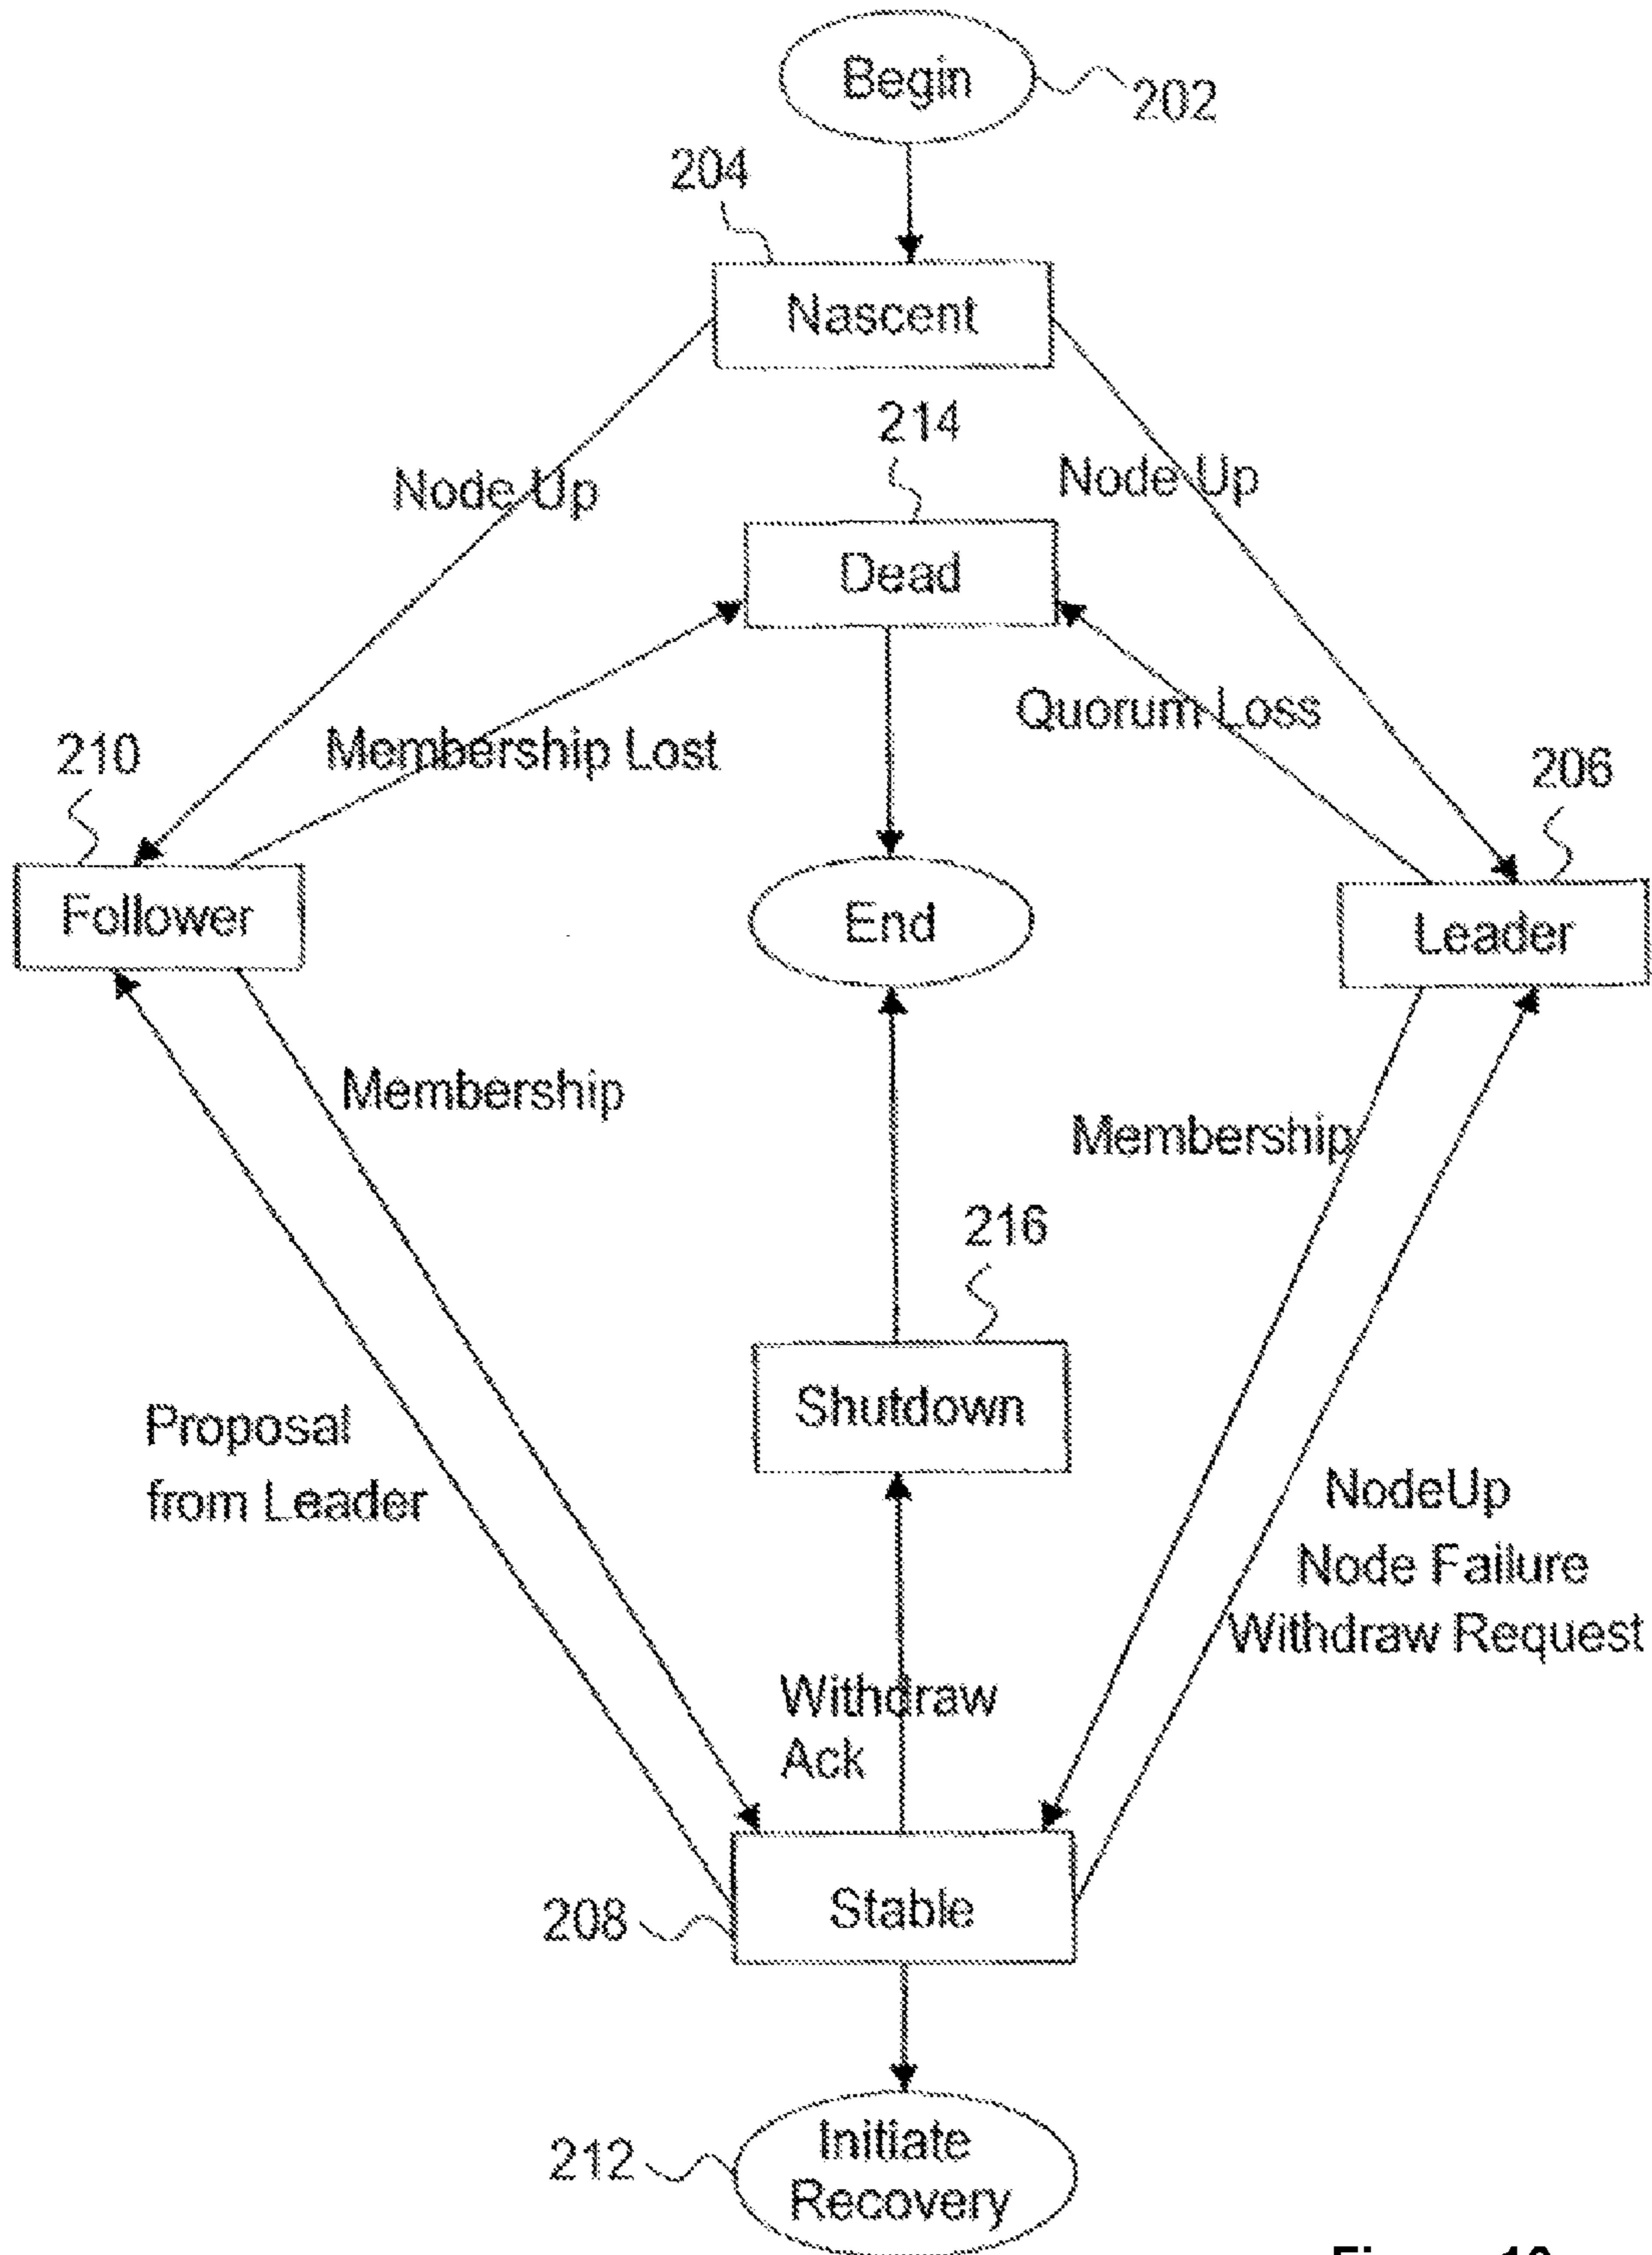 Begin
202
204
Nascent
214
Node Up
Node Up
Dead
Quorum Loss
Membership Lost
210
206
Follower
End
Leader
Membership
Membership
216
Shutdown
Proposal
from Leader
NodeUp
Node Failure
Withdraw Request
Withdraw
Ack
Stable
208
Initiate
212
Recovery